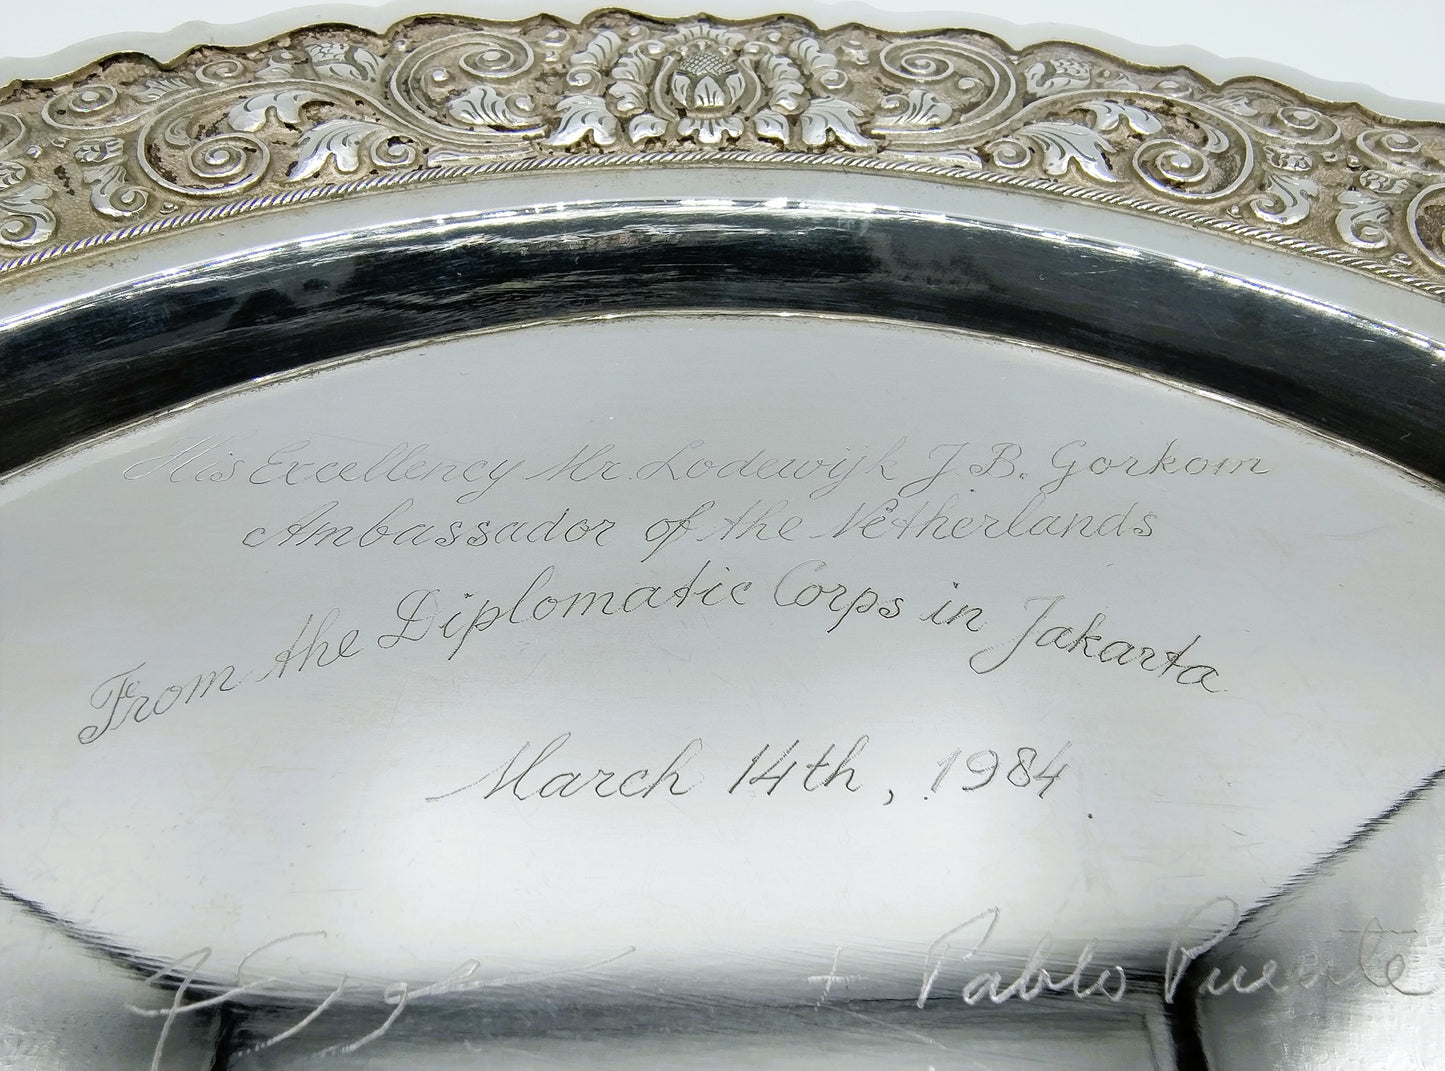 His Excellency Mr. Lodewijk J.B. Gorkom
Ambassador of the Netherlands
From the Diplomatic Corps in Jakarta
March 14th, 1984.
+ Pablo Puente